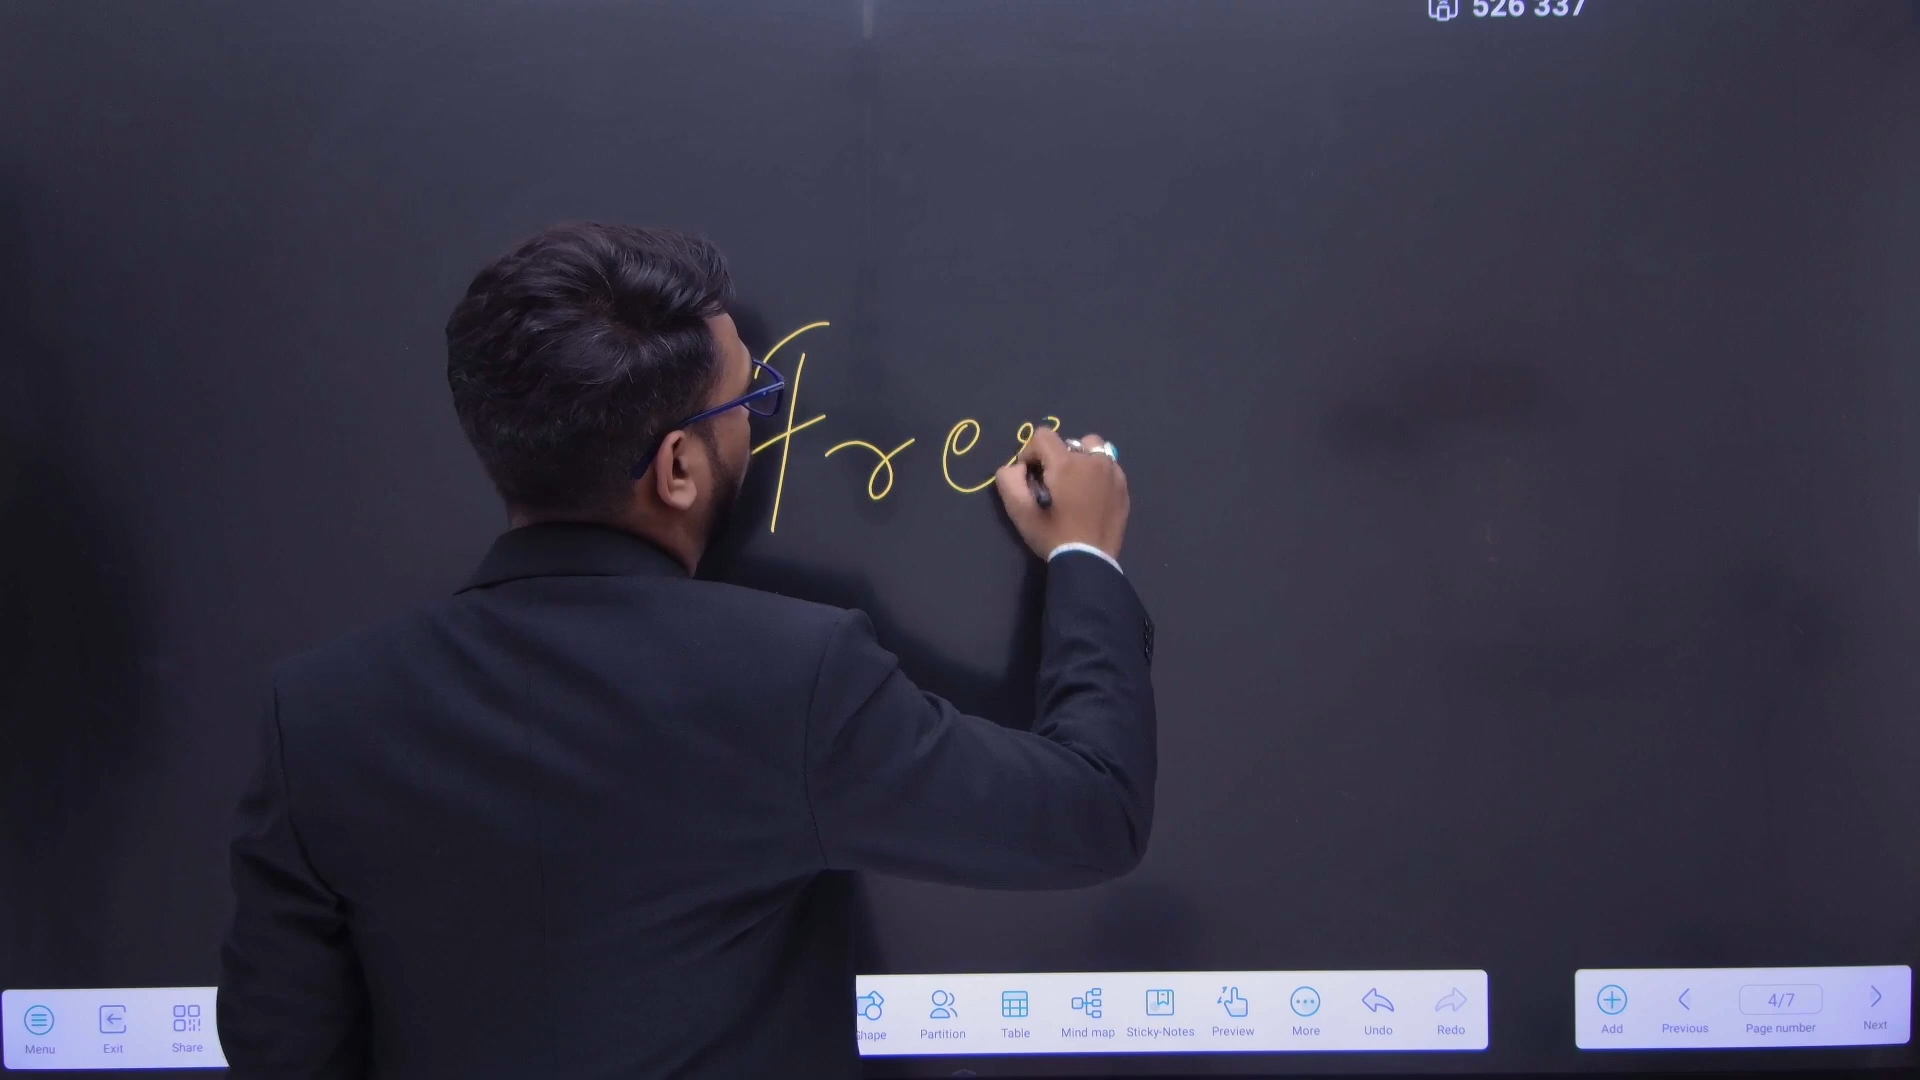 526 337
Fre
Menu
Exit
Share
Shape
Partition
Table
Mind map
Sticky-Notes
Preview
More
Undo
Redo
Add
Previous
4/7
Page number
Next